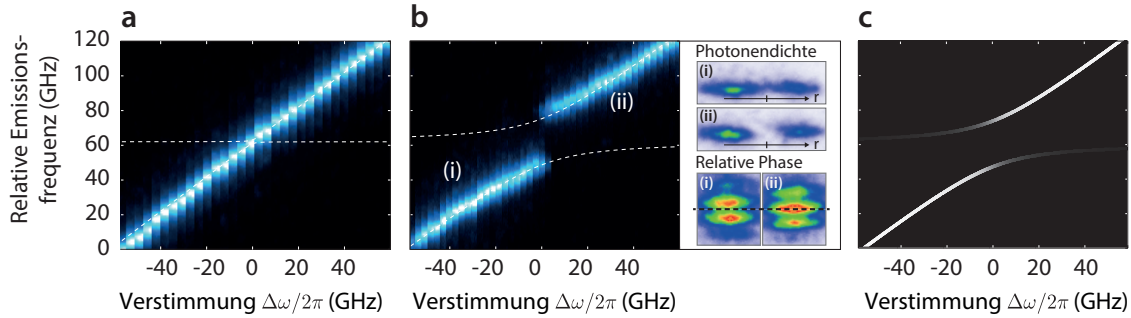 a
b
c
Relative Emissions-
frequenz (GHz)
120
100
80
60
40
20
0
-40 -20 0 20 40
Verstimmung Δω/2π (GHz)
(i)
(ii)
-40 -20 0 20 40
Verstimmung Δω/2π (GHz)
Photonendichte
(i)
r
(ii)
r
Relative Phase
(i) (ii)
-40 -20 0 20 40
Verstimmung Δω/2π (GHz)